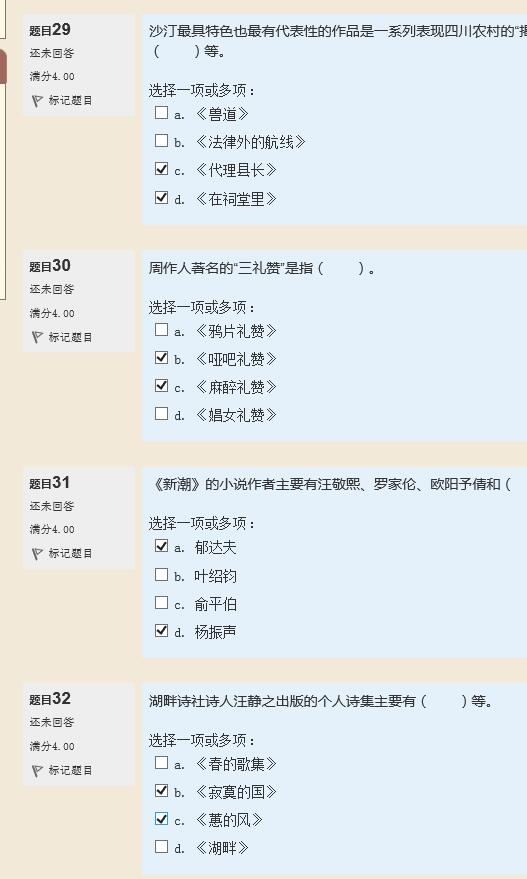 题目29
还未回答
满分4.00
标记题目
沙汀最具特色也最有代表性的作品是一系列表现四川农村的“
（　　）等。
选择一项或多项：
a. 《兽道》
b. 《法律外的航线》
c. 《代理县长》
d. 《在祠堂里》
题目30
还未回答
满分4.00
标记题目
周作人著名的“三礼赞”是指（　　）。
选择一项或多项：
a. 《鸦片礼赞》
b. 《哑吧礼赞》
c. 《麻醉礼赞》
d. 《娼女礼赞》
题目31
还未回答
满分4.00
标记题目
《新潮》的小说作者主要有汪敬熙、罗家伦、欧阳予倩和（
选择一项或多项：
a. 郁达夫
b. 叶绍钧
c. 俞平伯
d. 杨振声
题目32
还未回答
满分4.00
标记题目
湖畔诗社诗人汪静之出版的个人诗集主要有（　　）等。
选择一项或多项：
a. 《春的歌集》
b. 《寂寞的国》
c. 《蕙的风》
d. 《湖畔》